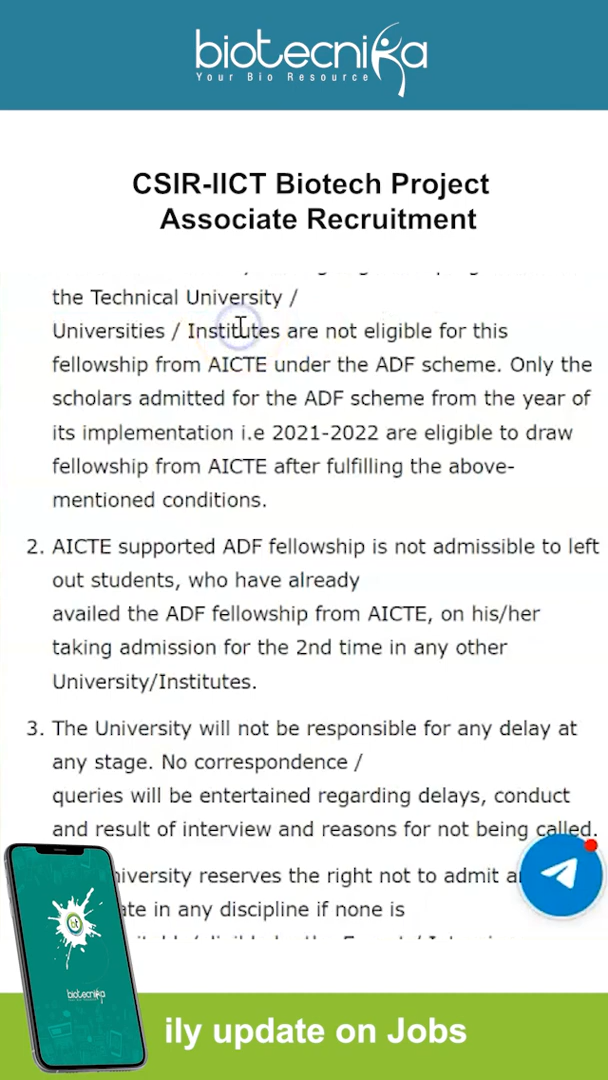 biotecnika
Your Bio Resource
CSIR-IICT Biotech Project
Associate Recruitment
the Technical University /
Universities / Institutes are not eligible for this
fellowship from AICTE under the ADF scheme. Only the
scholars admitted for the ADF scheme from the year of
its implementation i.e 2021-2022 are eligible to draw
fellowship from AICTE after fulfilling the above-
mentioned conditions.
2. AICTE supported ADF fellowship is not admissible to left
out students, who have already
availed the ADF fellowship from AICTE, on his/her
taking admission for the 2nd time in any other
University/Institutes.
3. The University will not be responsible for any delay at
any stage. No correspondence /
queries will be entertained regarding delays, conduct
and result of interview and reasons for not being called.
iversity reserves the right not to admit a
ate in any discipline if none is
bt
biotecnika
ily update on Jobs